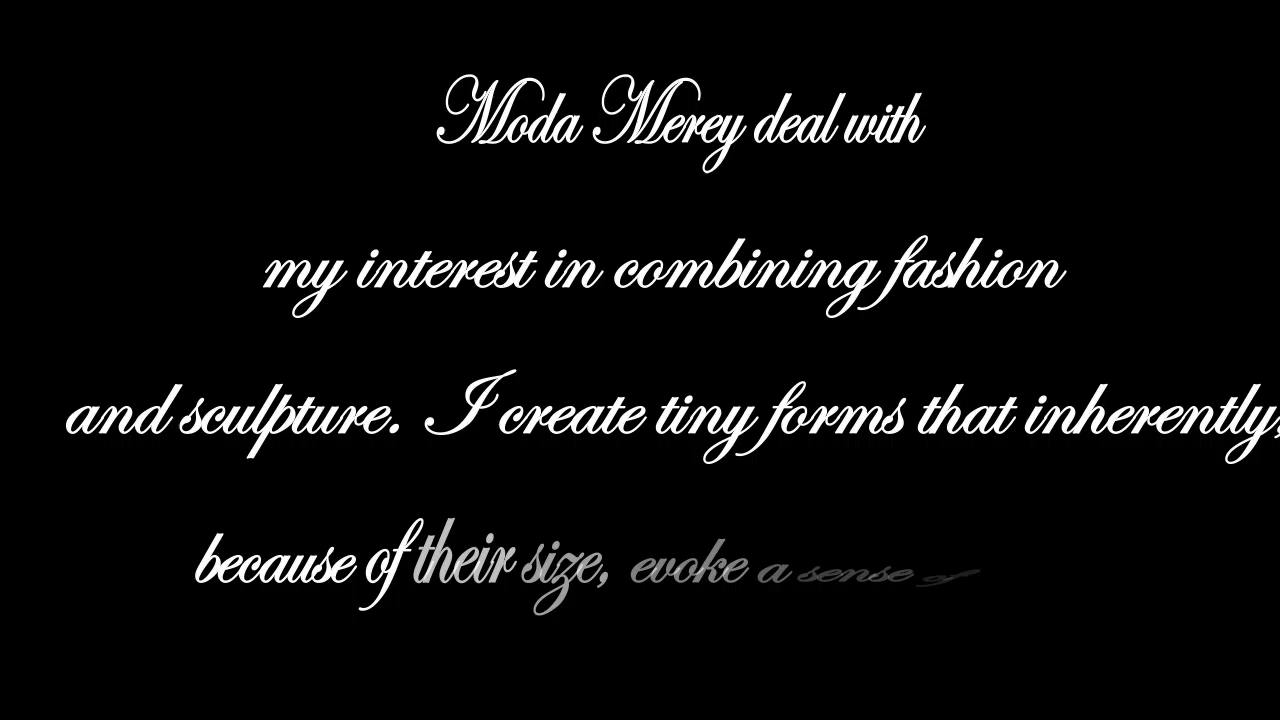 Moda Merey deal with
my interest in combining fashion
and sculpture. I create tiny forms that inherently,
because of their size, evoke a sense of